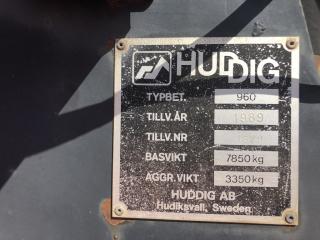 HUDDIG
TYPBET. 960
TILLV.ÅR 1989
TILLV.NR
BASVIKT 7850kg
AGGR.VIKT 3350kg
HUDDIG AB
Hudiksvall, Sweden